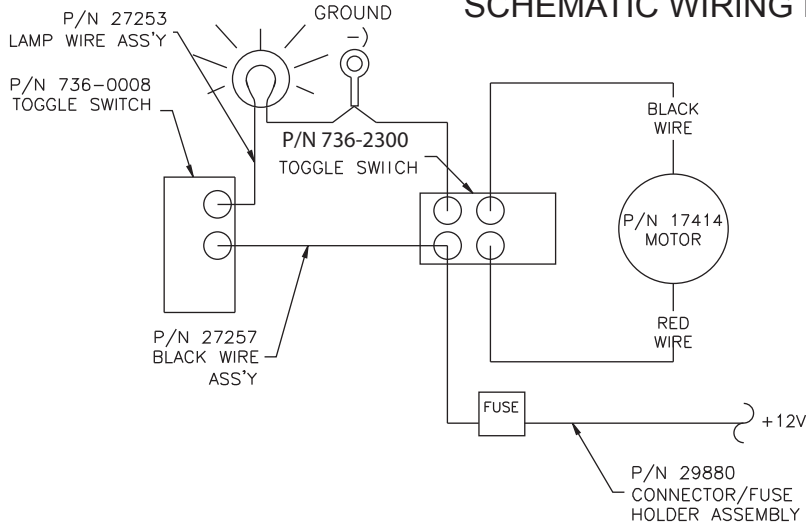 SCHEMATIC WIRING
P/N 27253
LAMP WIRE ASS'Y
GROUND
–)
P/N 736-0008
TOGGLE SWITCH
P/N 736-2300
TOGGLE SWIICH
BLACK
WIRE
P/N 17414
MOTOR
RED
WIRE
P/N 27257
BLACK WIRE
ASS'Y
FUSE
+12V
P/N 29880
CONNECTOR/FUSE
HOLDER ASSEMBLY